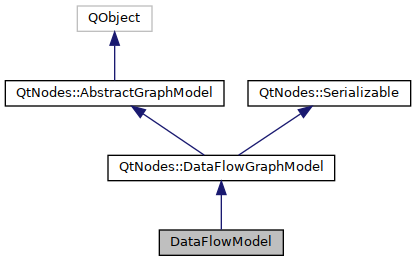 QObject
QtNodes::AbstractGraphModel
QtNodes::Serializable
QtNodes::DataFlowGraphModel
DataFlowModel